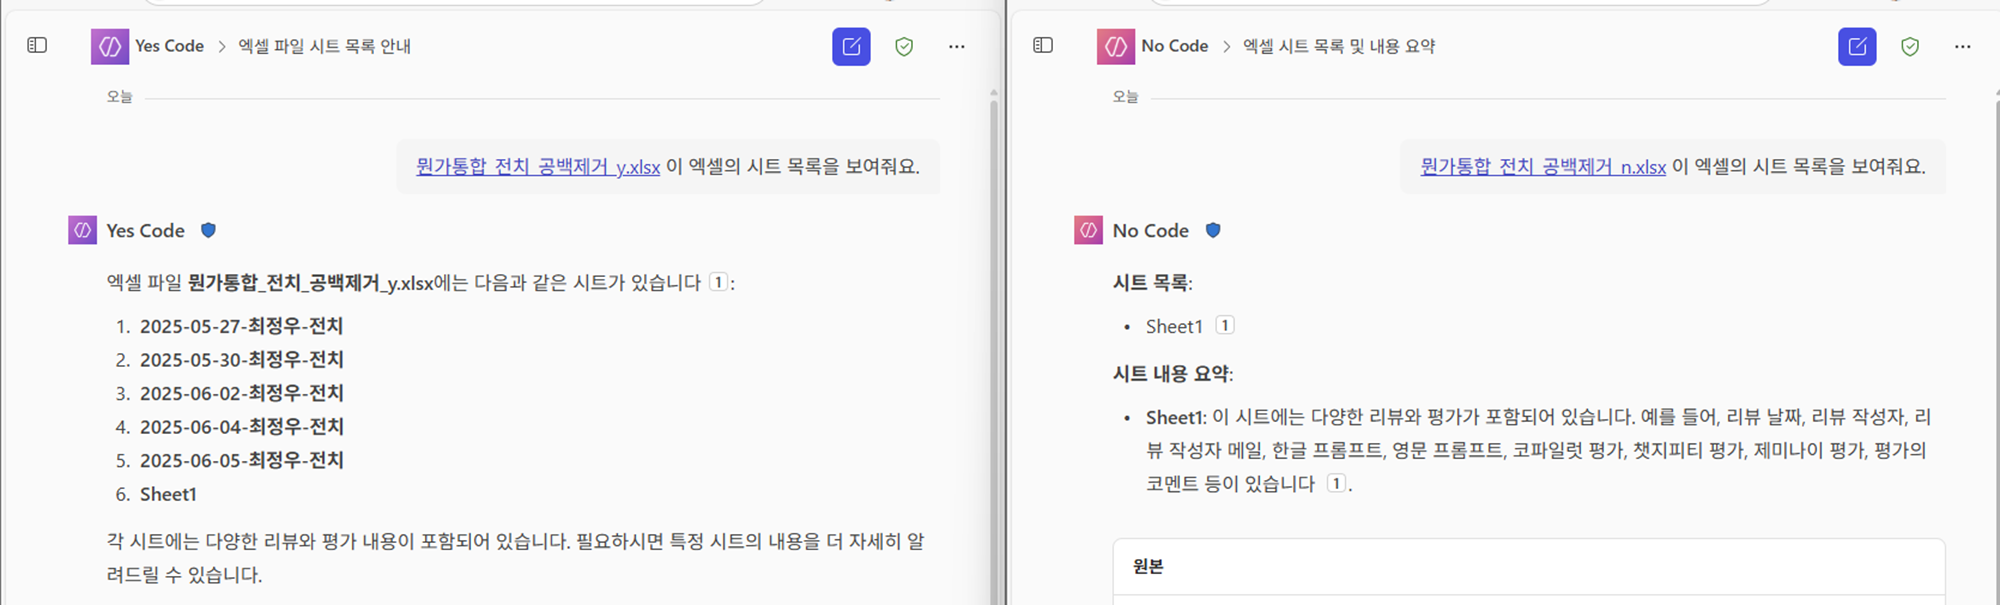 Yes Code > 엑셀 파일 시트 목록 안내
오늘
뭔가통합_전치_공백제거_y.xlsx 이 엑셀의 시트 목록을 보여줘요.
Yes Code
엑셀 파일 뭔가통합_전치_공백제거_y.xlsx에는 다음과 같은 시트가 있습니다 1 :
1. 2025-05-27-최정우-전치
2. 2025-05-30-최정우-전치
3. 2025-06-02-최정우-전치
4. 2025-06-04-최정우-전치
5. 2025-06-05-최정우-전치
6. Sheet1
각 시트에는 다양한 리뷰와 평가 내용이 포함되어 있습니다. 필요하시면 특정 시트의 내용을 더 자세히 알
려드릴 수 있습니다.
No Code > 엑셀 시트 목록 및 내용 요약
오늘
뭔가통합_전치_공백제거_n.xlsx 이 엑셀의 시트 목록을 보여줘요.
No Code
시트 목록:
• Sheet1 1
시트 내용 요약:
• Sheet1: 이 시트에는 다양한 리뷰와 평가가 포함되어 있습니다. 예를 들어, 리뷰 날짜, 리뷰 작성자, 리
뷰 작성자 메일, 한글 프롬프트, 영문 프롬프트, 코파일럿 평가, 챗지피티 평가, 제미나이 평가, 평가의
코멘트 등이 있습니다 1 .
원본